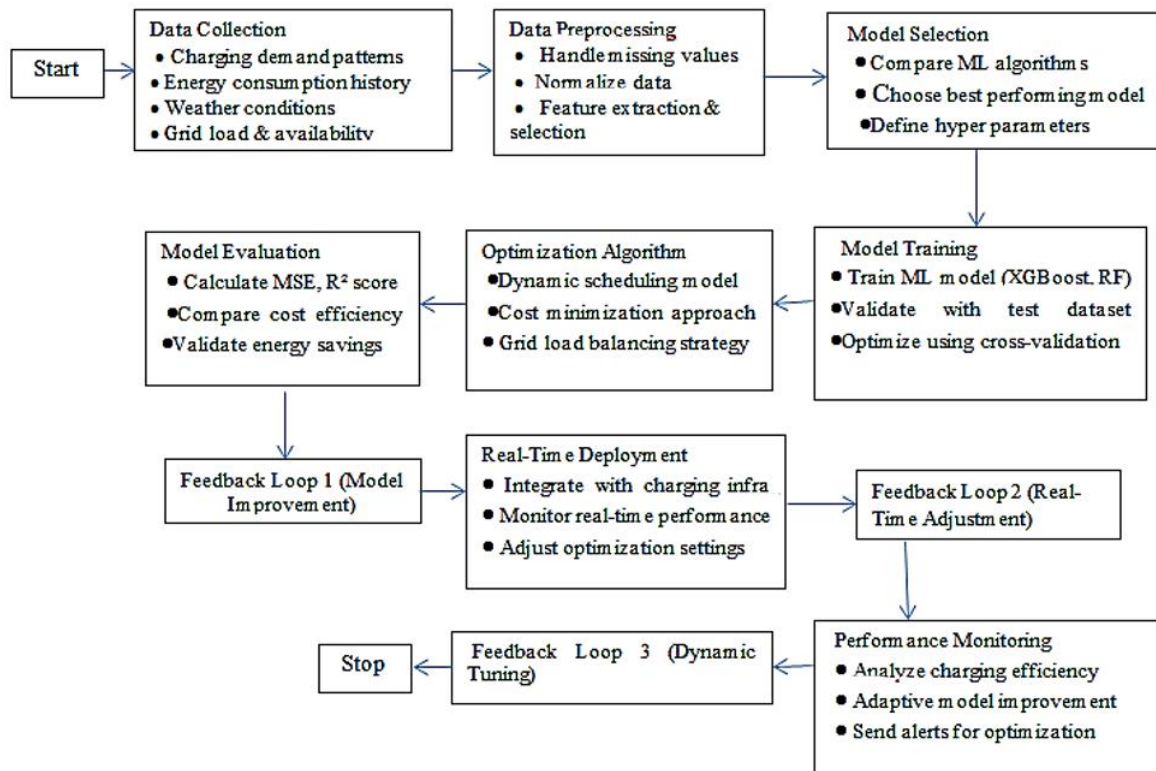 Start
Data Collection
● Charging demand patterns
● Energy consumption history
● Weather conditions
● Grid load & availability
Data Preprocessing
● Handle missing values
● Normalize data
● Feature extraction &
selection
Model Selection
● Compare ML algorithms
● Choose best performing model
● Define hyper parameters
Model Training
● Train ML model (XGBoost, RF)
● Validate with test dataset
● Optimize using cross-validation
Optimization Algorithm
● Dynamic scheduling model
● Cost minimization approach
● Grid load balancing strategy
Model Evaluation
● Calculate MSE, R² score
● Compare cost efficiency
● Validate energy savings
Feedback Loop 1 (Model
Improvement)
Real-Time Deployment
● Integrate with charging infra
● Monitor real-time performance
● Adjust optimization settings
Feedback Loop 2 (Real-
Time Adjustment)
Performance Monitoring
● Analyze charging efficiency
● Adaptive model improvement
● Send alerts for optimization
Feedback Loop 3 (Dynamic
Tuning)
Stop